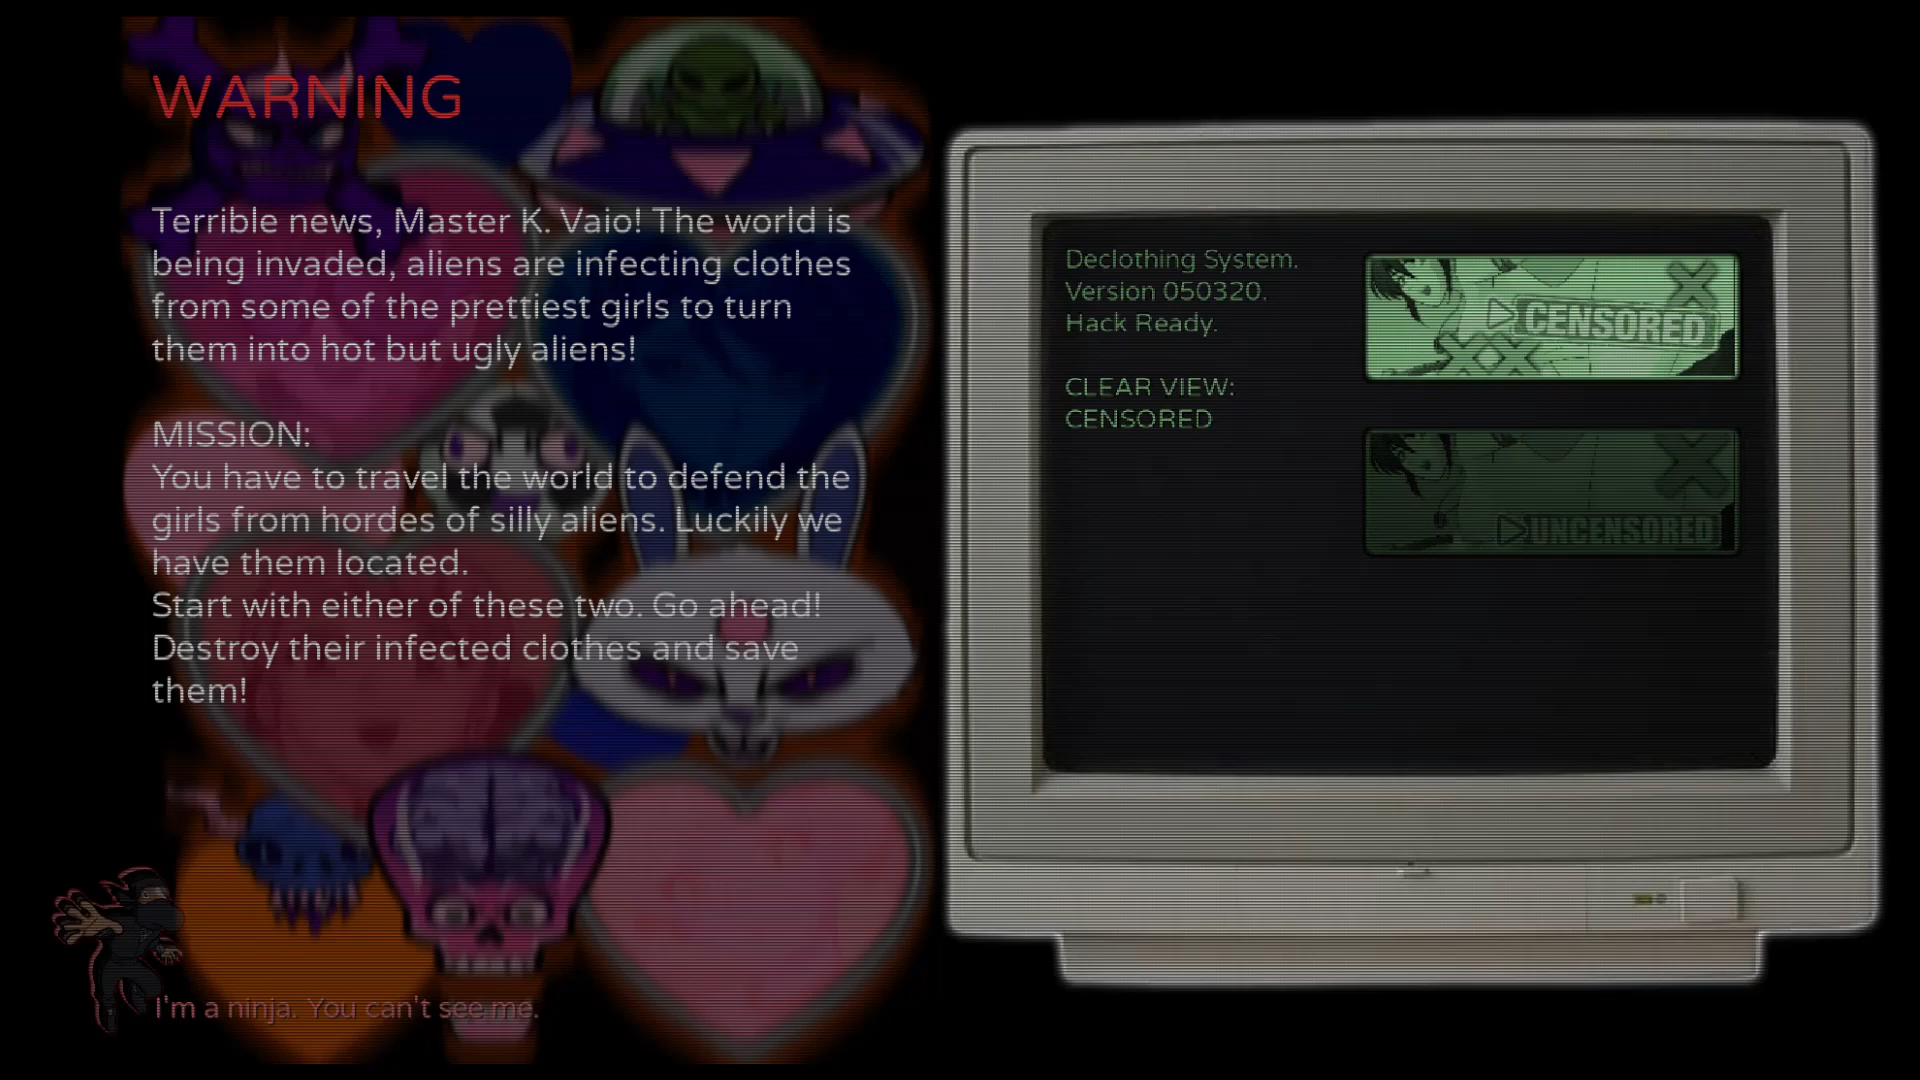 WARNING
Terrible news, Master K. Vaio! The world is
being invaded, aliens are infecting clothes
from some of the prettiest girls to turn
them into hot but ugly aliens!
MISSION:
You have to travel the world to defend the
girls from hordes of silly aliens. Luckily we
have them located.
Start with either of these two. Go ahead!
Destroy their infected clothes and save
them!
I'm a ninja. You can't see me.
Declothing System.
Version 050320.
Hack Ready.
CLEAR VIEW:
CENSORED
CENSORED
UNCENSORED